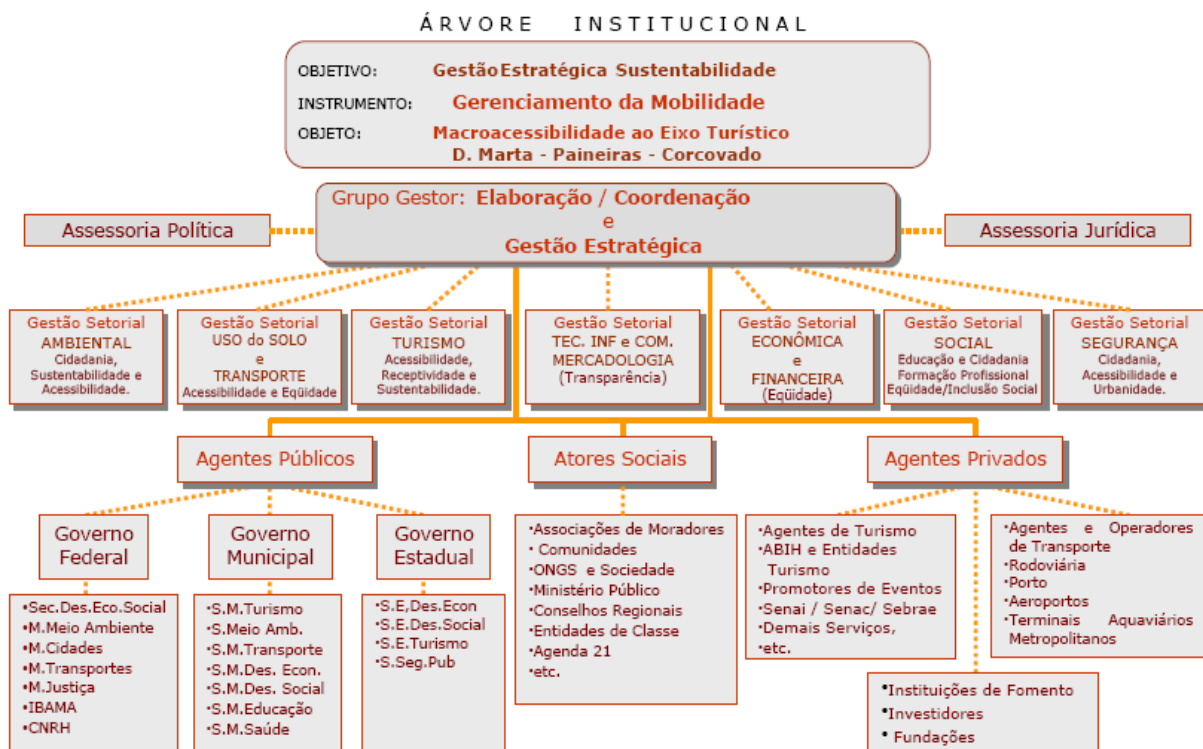 ÁRVORE INSTITUCIONAL
OBJETIVO: GestãoEstratégica Sustentabilidade
INSTRUMENTO: Gerenciamento da Mobilidade
OBJETO: Macroacessibilidade ao Eixo Turístico
D. Marta - Paineiras - Corcovado
Grupo Gestor: Elaboração / Coordenação
e
Gestão Estratégica
Assessoria Política
Assessoria Jurídica
Gestão Setorial
AMBIENTAL
Cidadania,
Sustentabilidade e
Acessibilidade.
Gestão Setorial
USO do SOLO
e
TRANSPORTE
Acessibilidade e Eqüidade
Gestão Setorial
TURISMO
Acessibilidade,
Receptividade e
Sustentabilidade.
Gestão Setorial
TEC. INF e COM.
MERCADOLOGIA
(Transparência)
Gestão Setorial
ECONÔMICA
e
FINANCEIRA
(Eqüidade)
Gestão Setorial
SOCIAL
Educação e Cidadania
Formação Profissional
Eqüidade/Inclusão Social
Gestão Setorial
SEGURANÇA
Cidadania,
Acessibilidade e
Urbanidade.
Agentes Públicos
Atores Sociais
Agentes Privados
Governo
Federal
Governo
Municipal
Governo
Estadual
•Sec.Des.Eco.Social
•M.Meio Ambiente
•M.Cidades
•M.Transportes
•M.Justiça
•IBAMA
•CNRH
•S.M.Turismo
•S.Meio Amb.
•S.M.Transporte
•S.M.Des. Econ.
•S.M.Des. Social
•S.M.Educação
•S.M.Saúde
•S.E,Des.Econ
•S.E.Des.Social
•S.E.Turismo
•S.Seg.Pub
•Associações de Moradores
• Comunidades
•ONGS e Sociedade
•Ministério Público
•Conselhos Regionais
•Entidades de Classe
•Agenda 21
•etc.
•Agentes de Turismo
•ABIH e Entidades
Turismo
•Promotores de Eventos
•Senai / Senac/ Sebrae
•Demais Serviços,
•etc.
•Agentes e Operadores
de Transporte
•Rodoviária
•Porto
•Aeroportos
•Terminais Aquaviários
Metropolitanos
•Instituições de Fomento
•Investidores
• Fundações